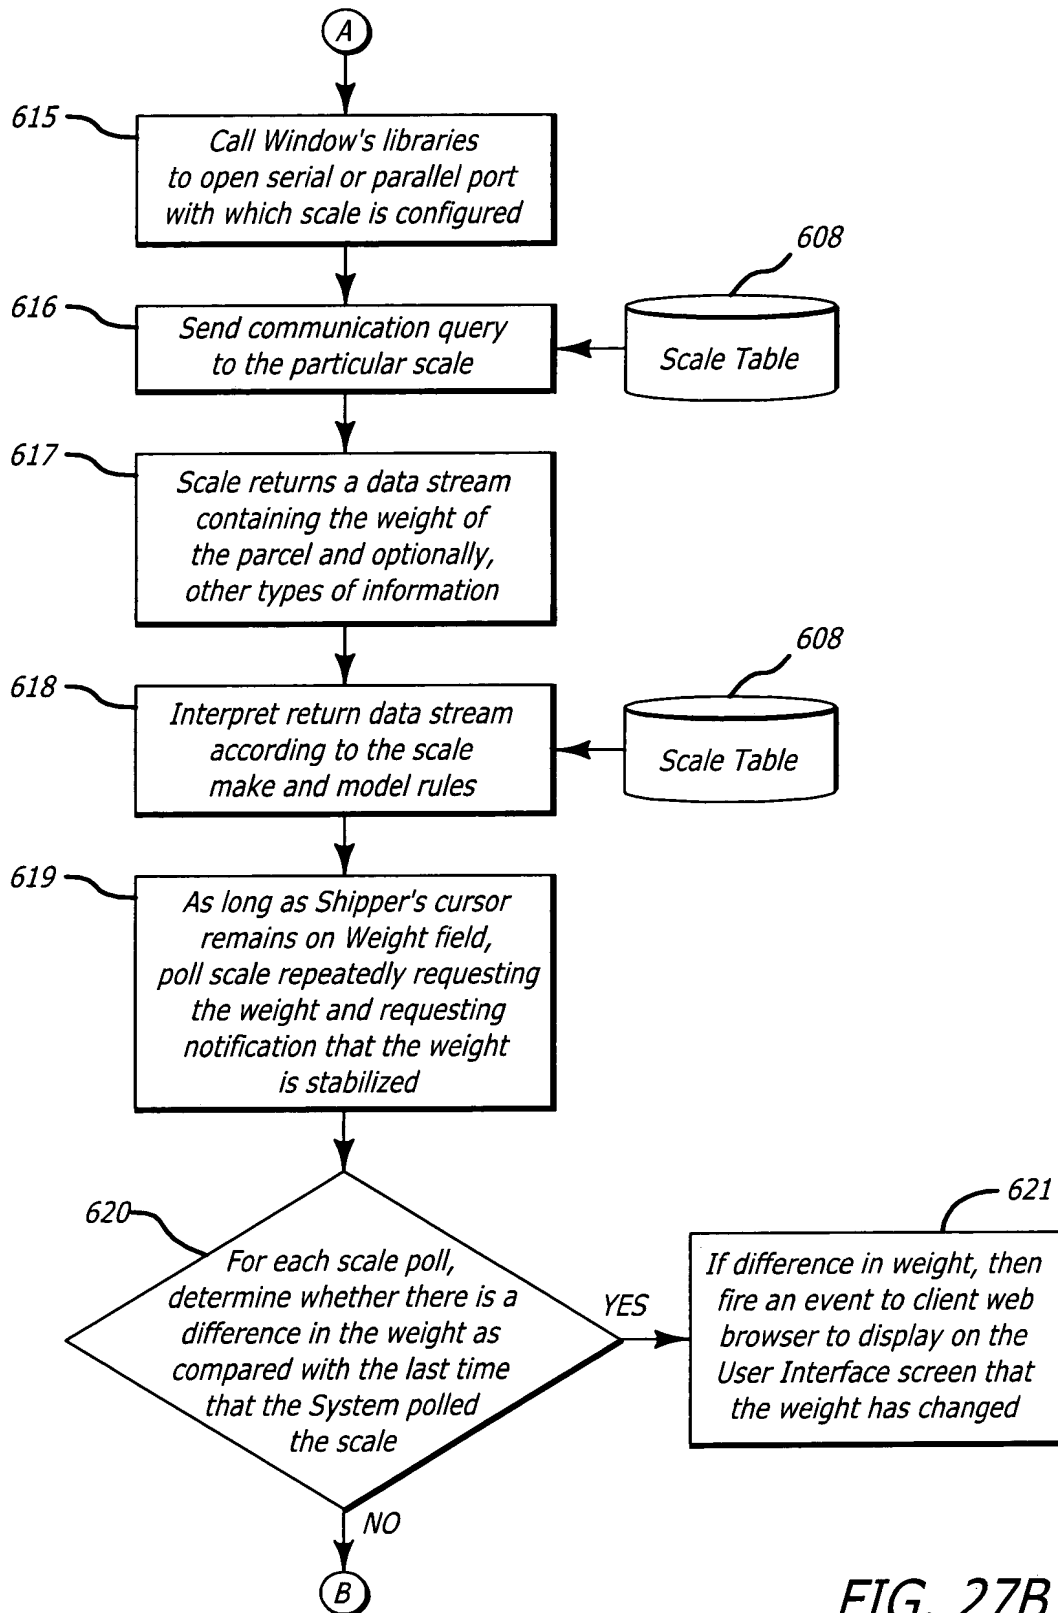 A
615
Call Window's libraries
to open serial or parallel port
with which scale is configured
608
616
Send communication query
to the particular scale
Scale Table
617
Scale returns a data stream
containing the weight of
the parcel and optionally,
other types of information
608
618
Interpret return data stream
according to the scale
make and model rules
Scale Table
619
As long as Shipper's cursor
remains on Weight field,
poll scale repeatedly requesting
the weight and requesting
notification that the weight
is stabilized
620
For each scale poll,
determine whether there is a
difference in the weight as
compared with the last time
that the System polled
the scale
YES
621
If difference in weight, then
fire an event to client web
browser to display on the
User Interface screen that
the weight has changed
NO
B
FIG. 27B